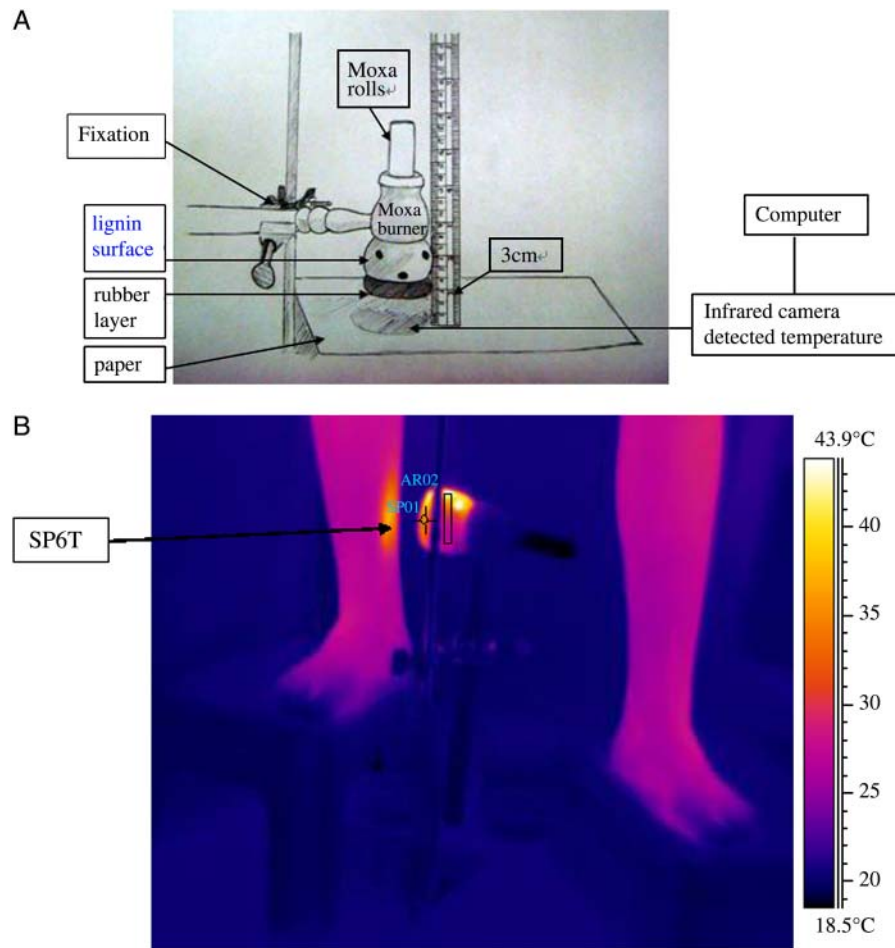 A
Moxa
rolls↵
Fixation
Moxa
burner
lignin
surface
3cm↵
Computer
rubber
layer
Infrared camera
detected temperature
paper
B
43.9°C
AR02
SP01
SP6T
40
35
30
25
20
18.5°C